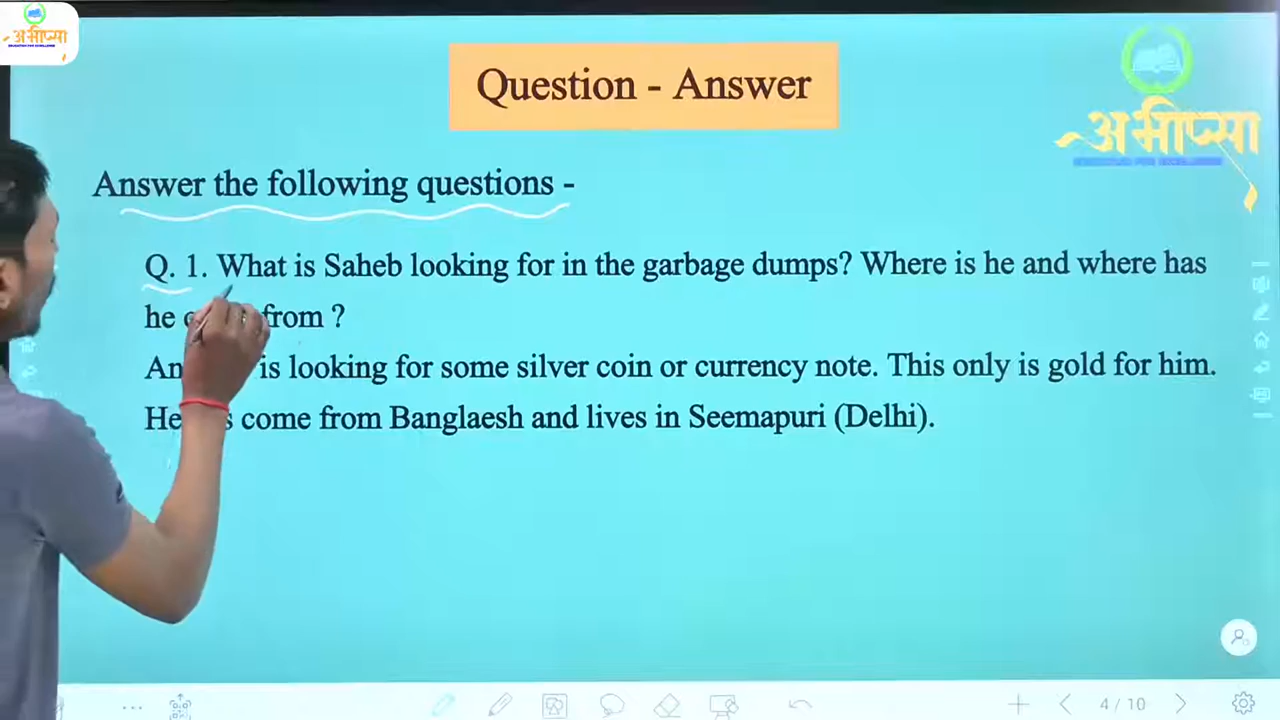 अभीप्सा
Question - Answer
अभीप्सा
Answer the following questions -
Q. 1. What is Saheb looking for in the garbage dumps? Where is he and where has
he from ?
is looking for some silver coin or currency note. This only is gold for him.
He come from Banglaesh and lives in Seemapuri (Delhi).
4 / 10